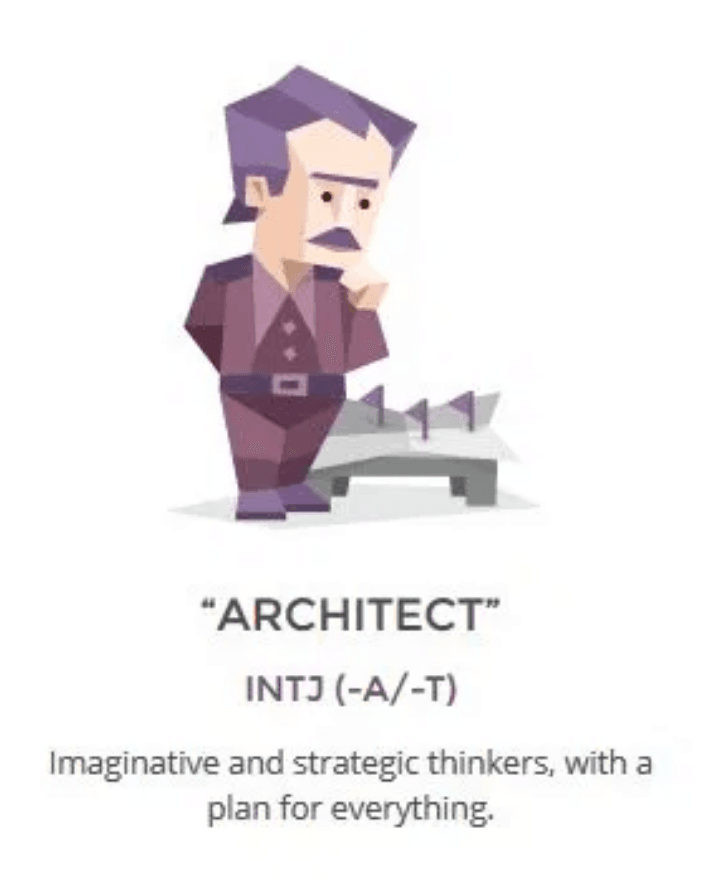 “ARCHITECT”
INTJ (-A/-T)
Imaginative and strategic thinkers, with a
plan for everything.